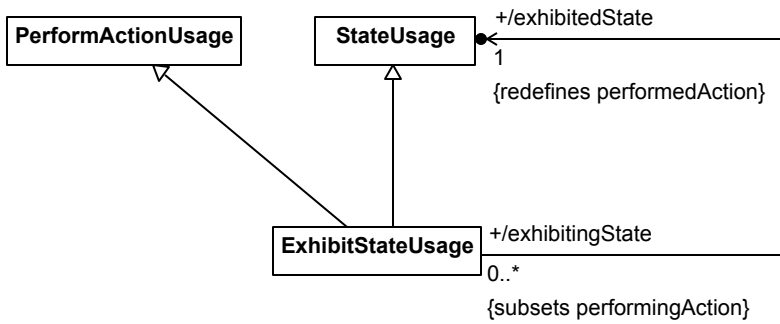 PerformActionUsage
StateUsage
+/exhibitedState
1
{redefines performedAction}
ExhibitStateUsage
+/exhibitingState
0..*
{subsets performingAction}